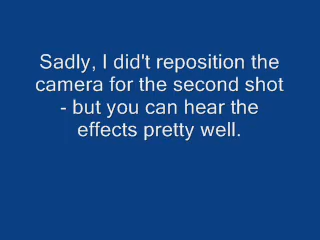 Sadly, I did't reposition the
camera for the second shot
- but you can hear the
effects pretty well.